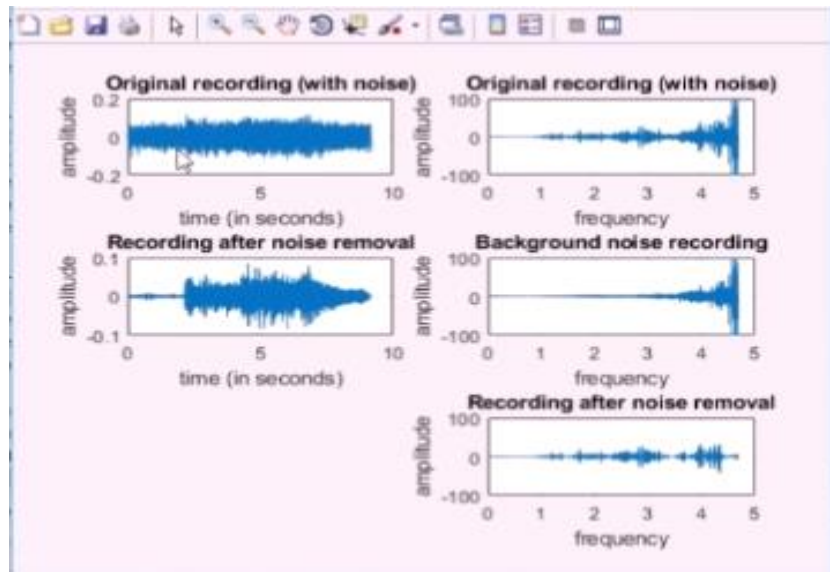 Original recording (with noise)
amplitude
0.2
0
-0.2
0 5 10
time (in seconds)
Original recording (with noise)
amplitude
100
0
-100
0 1 2 3 4 5
frequency
Recording after noise removal
amplitude
0.1
0
-0.1
0 5 10
time (in seconds)
Background noise recording
amplitude
100
0
-100
0 1 2 3 4 5
frequency
Recording after noise removal
amplitude
100
0
-100
0 1 2 3 4 5
frequency